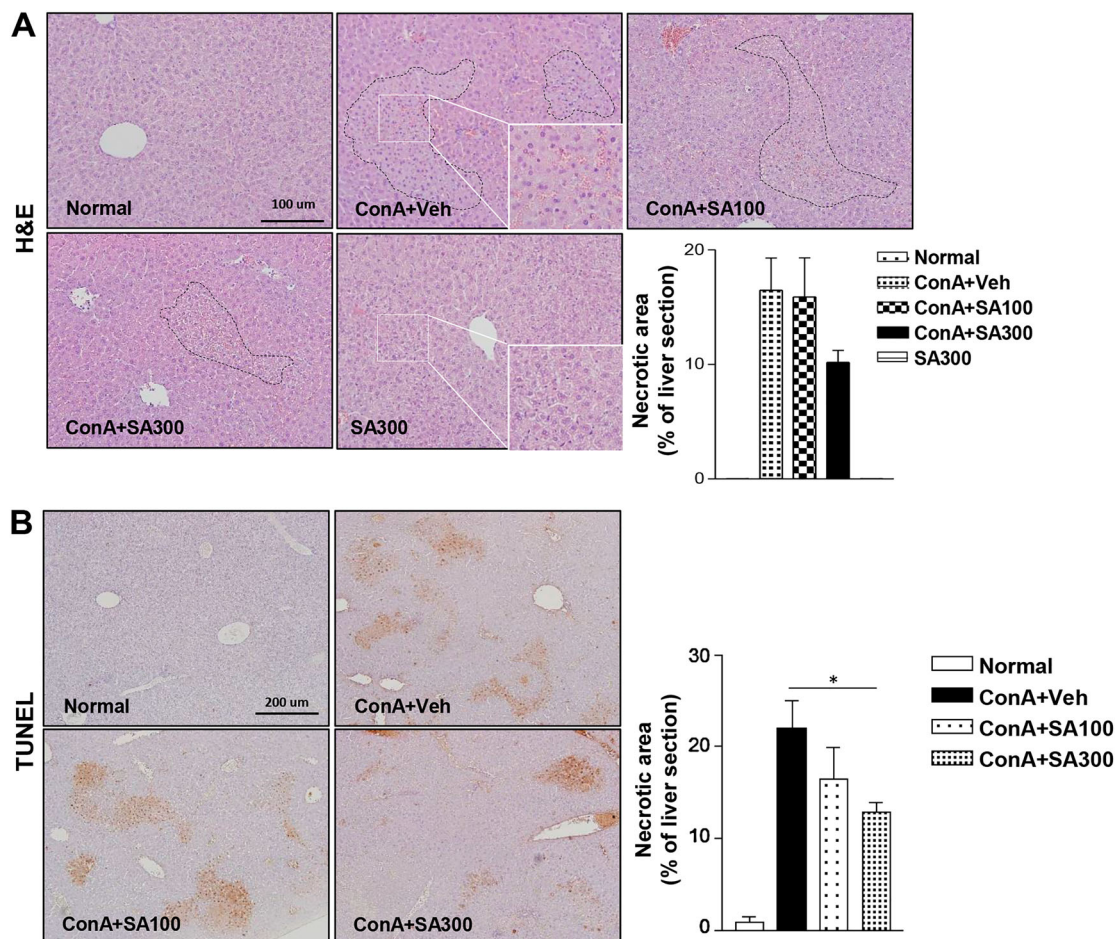 A
H&E
Normal
100 um
ConA+Veh
ConA+SA100
ConA+SA300
SA300
Necrotic area
(% of liver section)
20
10
0
Normal
ConA+Veh
ConA+SA100
ConA+SA300
SA300
B
TUNEL
Normal
200 um
ConA+Veh
ConA+SA100
ConA+SA300
Necrotic area
(% of liver section)
30
20
10
0
*
Normal
ConA+Veh
ConA+SA100
ConA+SA300